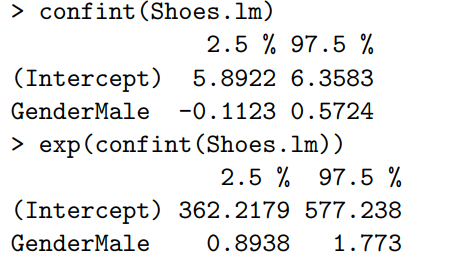 > confint(Shoes.lm)
2.5 % 97.5 %
(Intercept) 5.8922 6.3583
GenderMale -0.1123 0.5724
> exp(confint(Shoes.lm))
2.5 % 97.5 %
(Intercept) 362.2179 577.238
GenderMale 0.8938 1.773